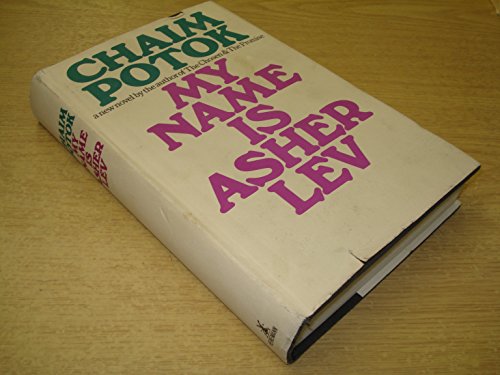 CHAIM
POTOK
a new novel by the author of The Chosen & The Promise
MY
NAME
IS
ASHER
LEV
CHAIM
POTOK
MY
NAME
IS
ASHER
LEV